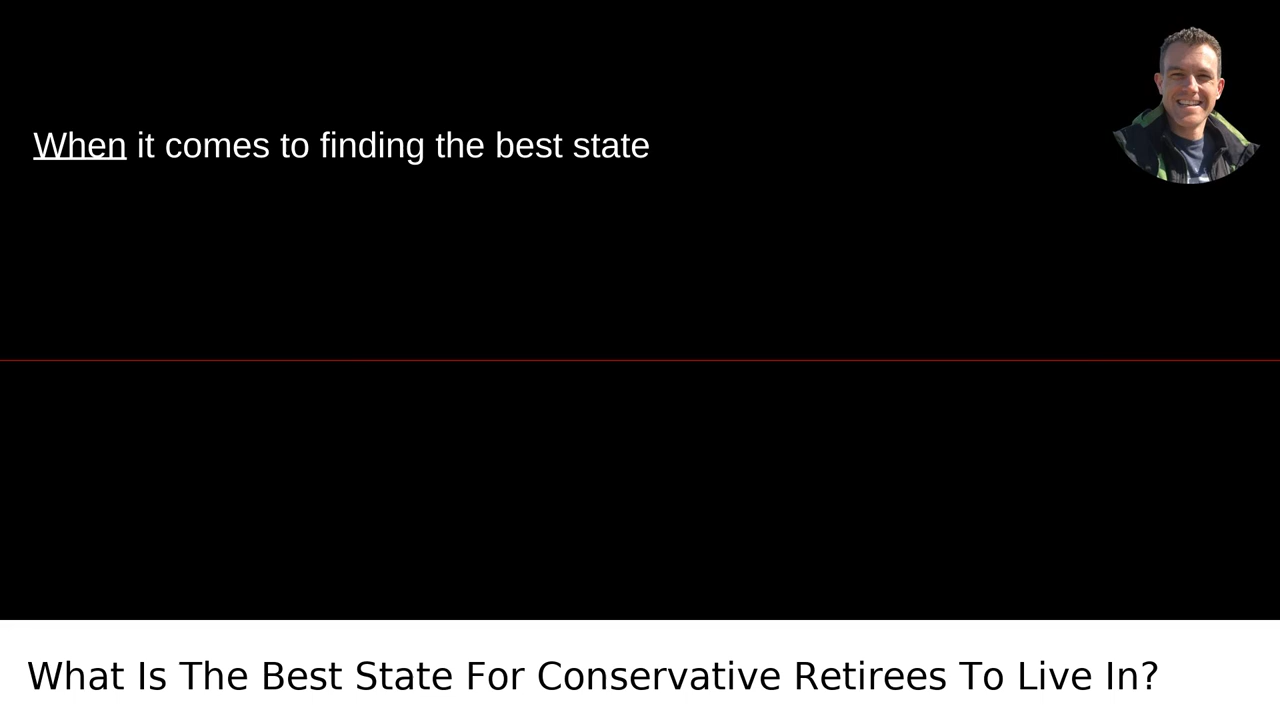 When it comes to finding the best state
What Is The Best State For Conservative Retirees To Live In?